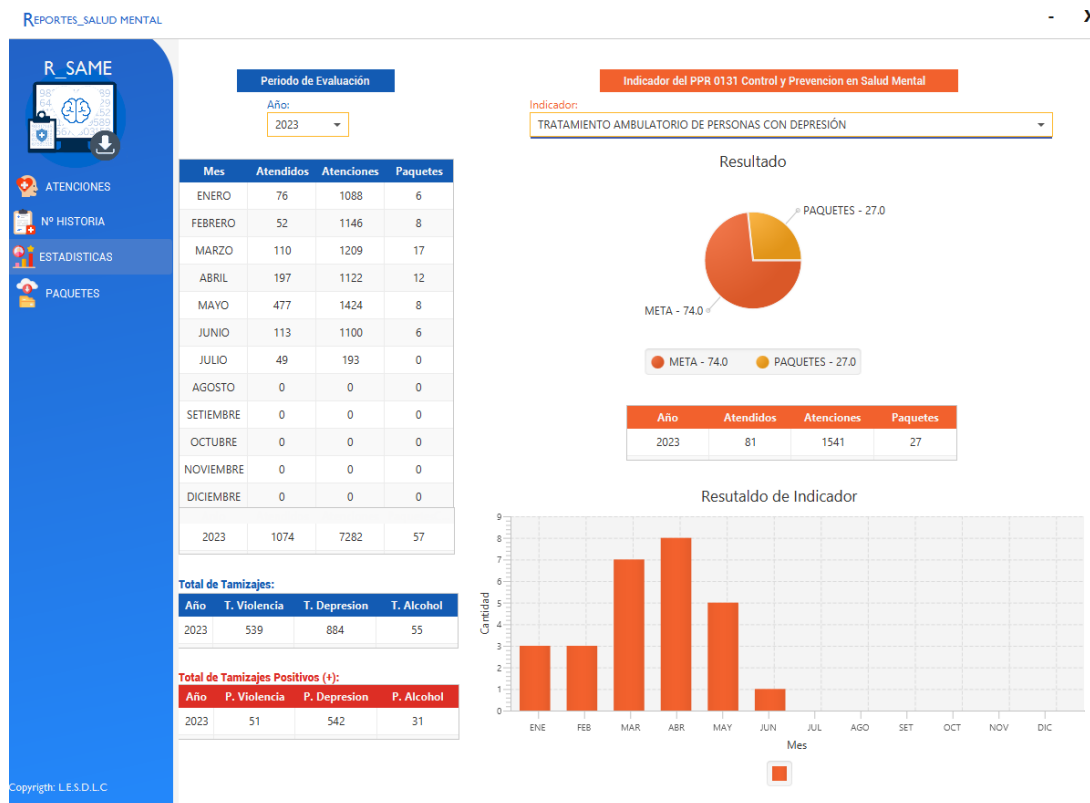 REPORTES_SALUD MENTAL
- X
R_SAME
ATENCIONES
Nº HISTORIA
ESTADISTICAS
PAQUETES
Copyrigth: L.E.S.D.L.C
Periodo de Evaluación
Año:
2023
Mes Atendidos Atenciones Paquetes
ENERO 76 1088 6
FEBRERO 52 1146 8
MARZO 110 1209 17
ABRIL 197 1122 12
MAYO 477 1424 8
JUNIO 113 1100 6
JULIO 49 193 0
AGOSTO 0 0 0
SETIEMBRE 0 0 0
OCTUBRE 0 0 0
NOVIEMBRE 0 0 0
DICIEMBRE 0 0 0
2023 1074 7282 57
Total de Tamizajes:
Año T. Violencia T. Depresion T. Alcohol
2023 539 884 55
Total de Tamizajes Positivos (+):
Año P. Violencia P. Depresion P. Alcohol
2023 51 542 31
Indicador del PPR 0131 Control y Prevencion en Salud Mental
Indicador:
TRATAMIENTO AMBULATORIO DE PERSONAS CON DEPRESIÓN
Resultado
PAQUETES - 27.0
META - 74.0
META - 74.0 PAQUETES - 27.0
Año Atendidos Atenciones Paquetes
2023 81 1541 27
Resutaldo de Indicador
Cantidad
9
8
7
6
5
4
3
2
1
0
ENE FEB MAR ABR MAY JUN JUL AGO SET OCT NOV DIC
Mes